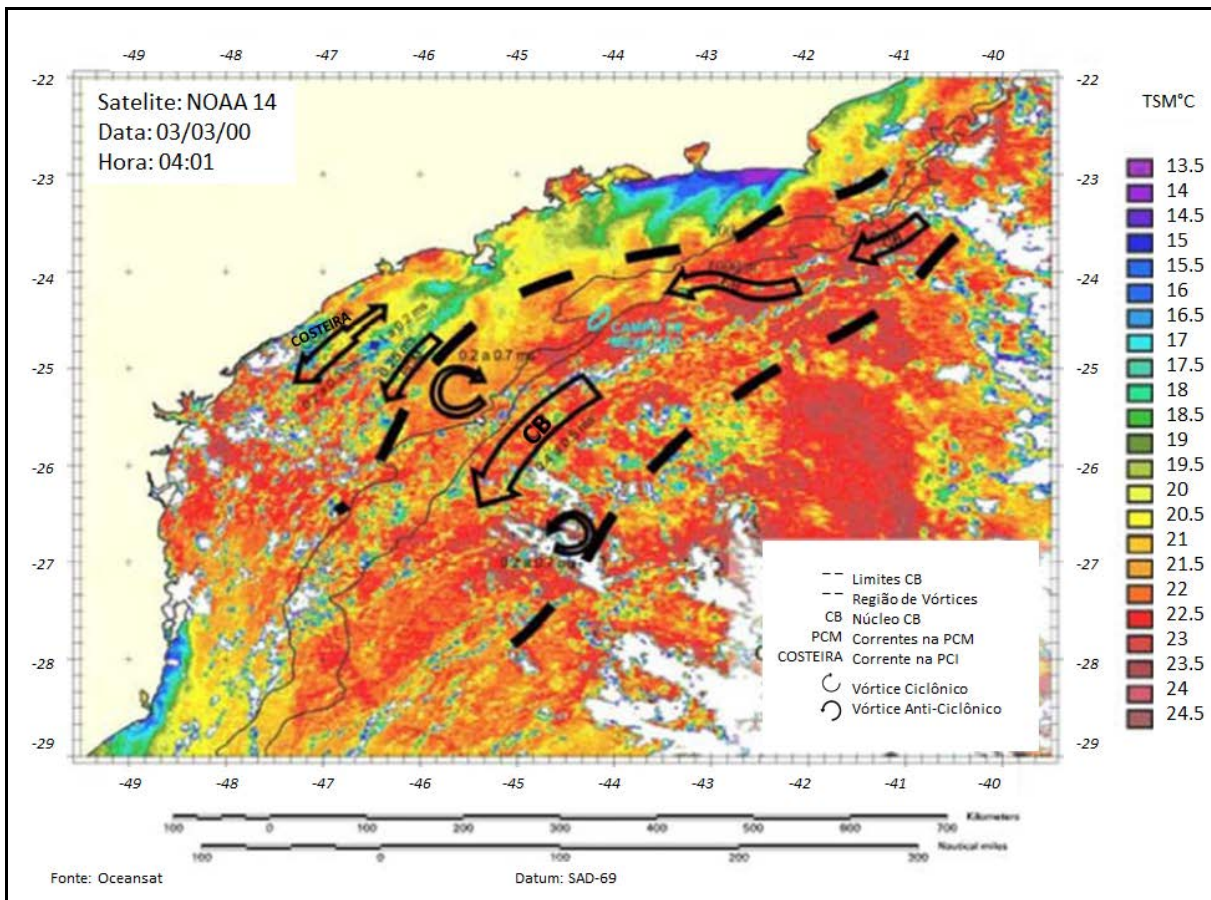 -49 -48 -47 -46 -45 -44 -43 -42 -41 -40
-22 -22
Satelite: NOAA 14
Data: 03/03/00
Hora: 04:01
TSM°C
13.5
14
14.5
15
15.5
16
16.5
17
17.5
18
18.5
19
19.5
20
20.5
21
21.5
22
22.5
23
23.5
24
24.5
-23 -23
-24 -24
-25 -25
-26 -26
-27 -27
-28 -28
-29 -29
COSTEIRA
0.2 a 0.7
CB
0.2 a 0.7
CAMPO DE
Limites CB
Região de Vórtices
CB Núcleo CB
PCM Correntes na PCM
COSTEIRA Corrente na PCI
Vórtice Ciclônico
Vórtice Anti-Ciclônico
-49 -48 -47 -46 -45 -44 -43 -42 -41 -40
100 0 100 200 300 400 500 600 700 Kilometers
100 0 100 200 300 Nautical miles
Fonte: Oceansat
Datum: SAD-69